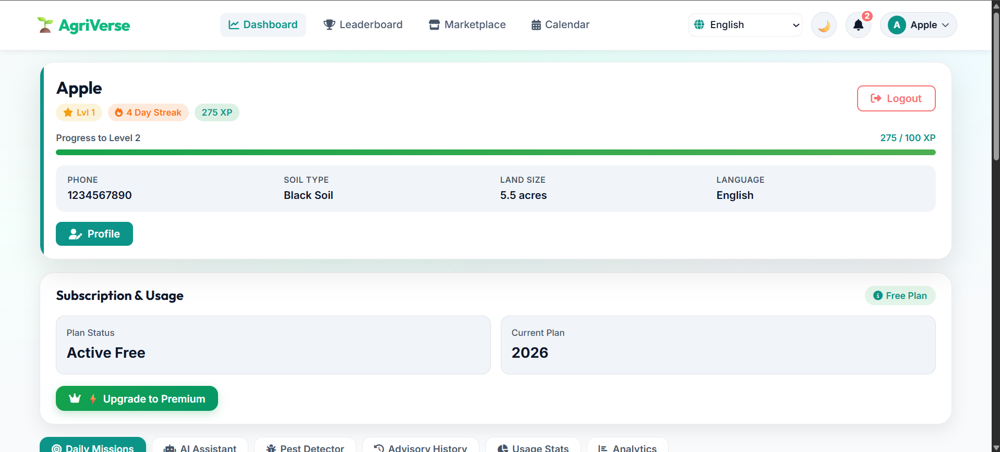 AgriVerse
Dashboard
Leaderboard
Marketplace
Calendar
English
2
A
Apple
Apple
Lvl 1
4 Day Streak
275 XP
Logout
Progress to Level 2
275 / 100 XP
PHONE
1234567890
SOIL TYPE
Black Soil
LAND SIZE
5.5 acres
LANGUAGE
English
Profile
Subscription & Usage
Free Plan
Plan Status
Active Free
Current Plan
2026
Upgrade to Premium
Daily Missions
AI Assistant
Pest Detector
Advisory History
Usage Stats
Analytics